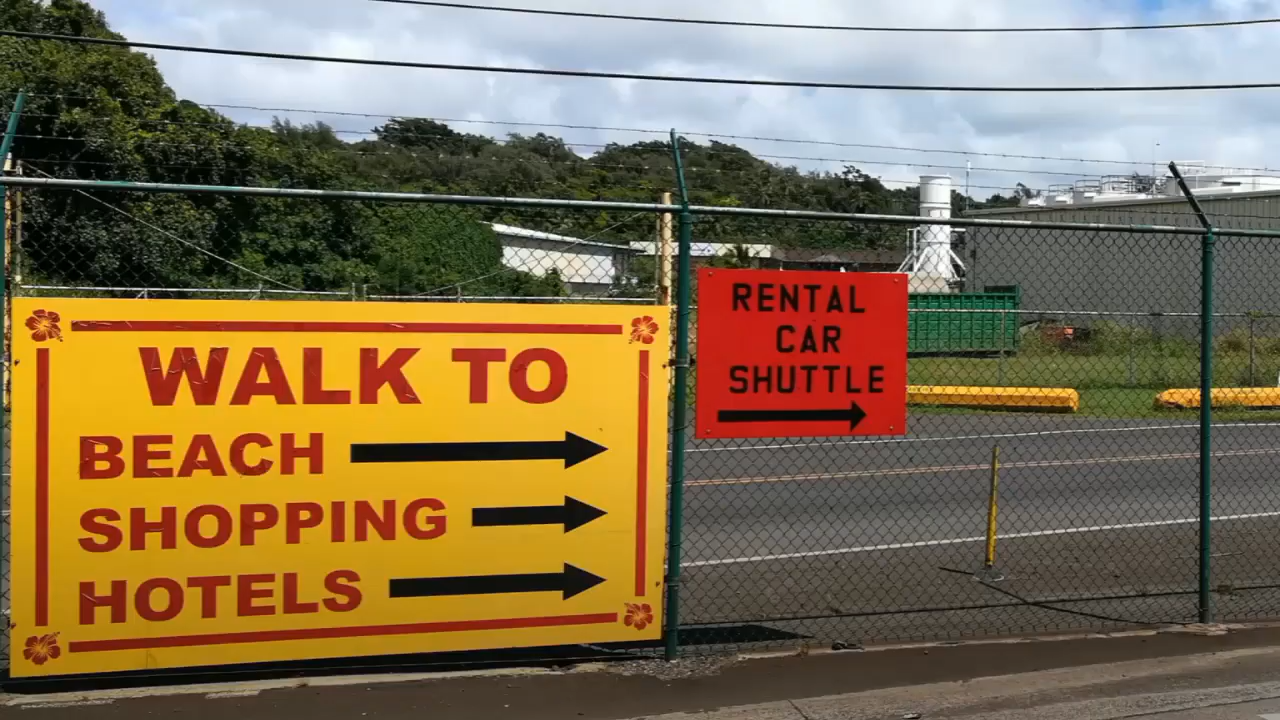 WALK TO
BEACH
SHOPPING
HOTELS
RENTAL
CAR
SHUTTLE